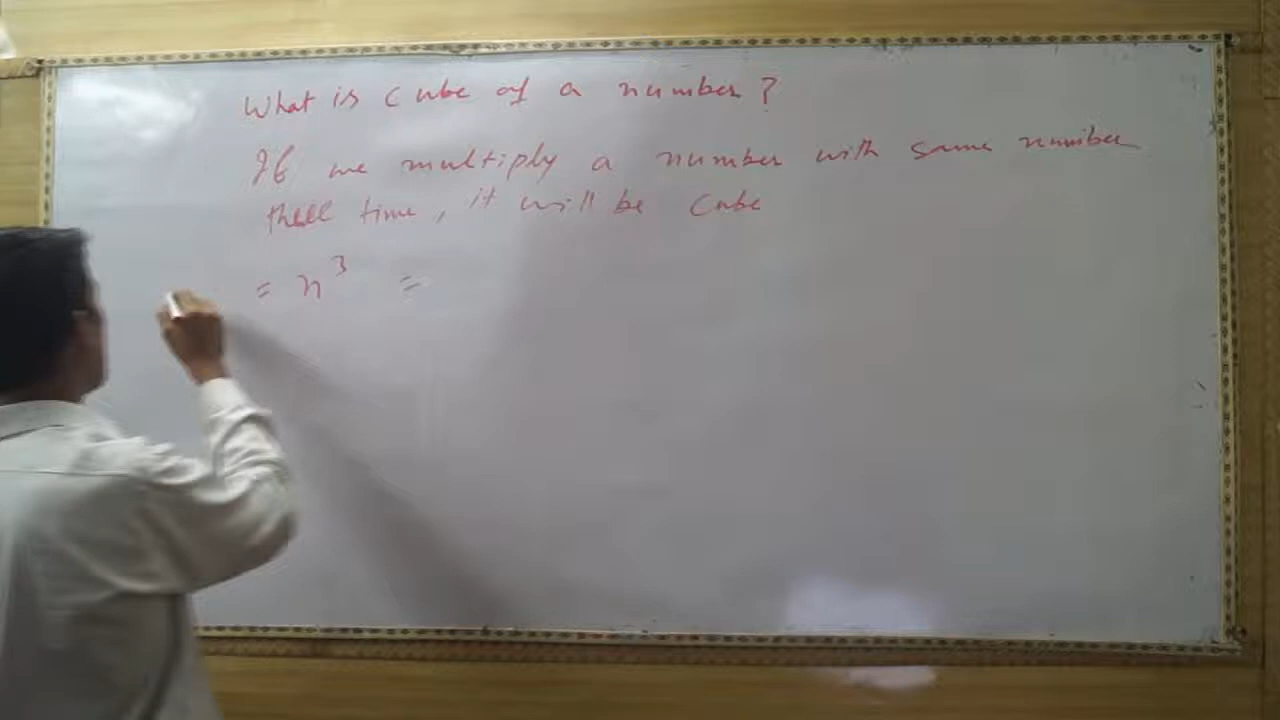 What is cube of a number?
If we multiply a number with same number
three time, it will be cube
= n³ =